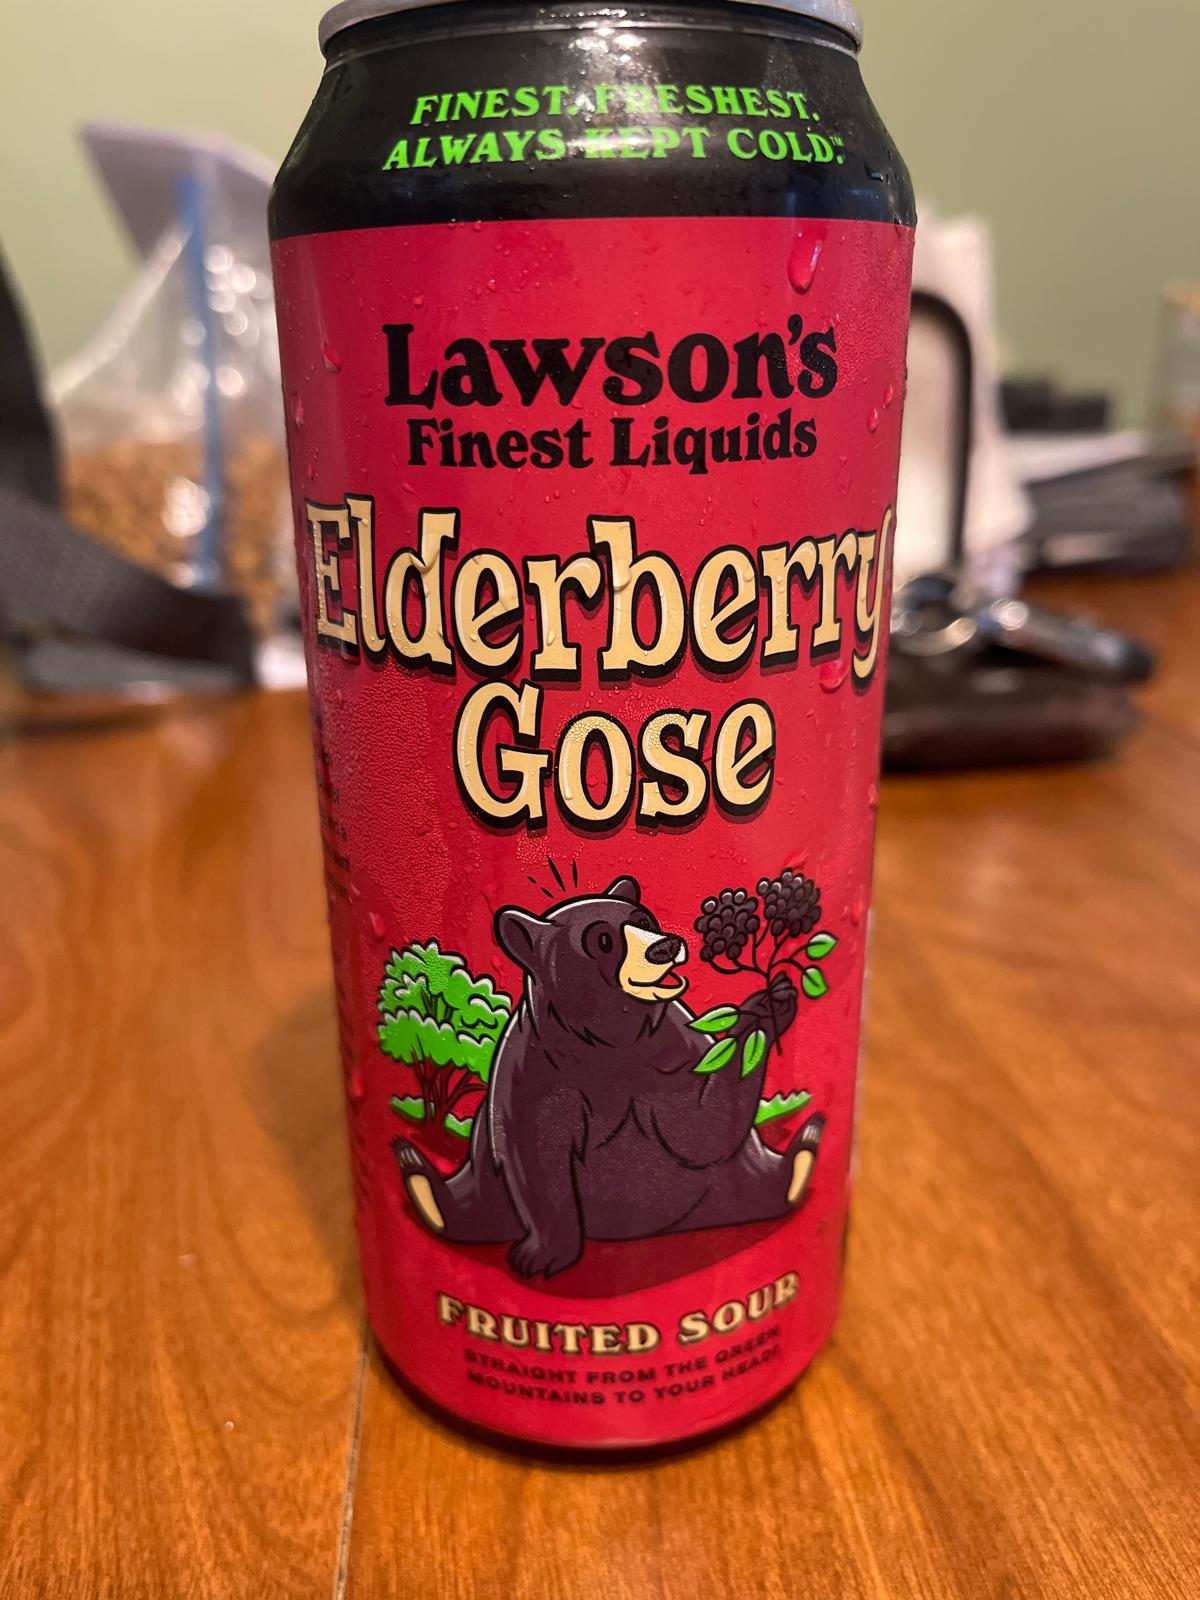 FINEST. FRESHEST.
ALWAYS KEPT COLD.™
Lawson's
Finest Liquids
Elderberry
Gose
FRUITED SOUR
STRAIGHT FROM THE GREEN
MOUNTAINS TO YOUR HEAD!